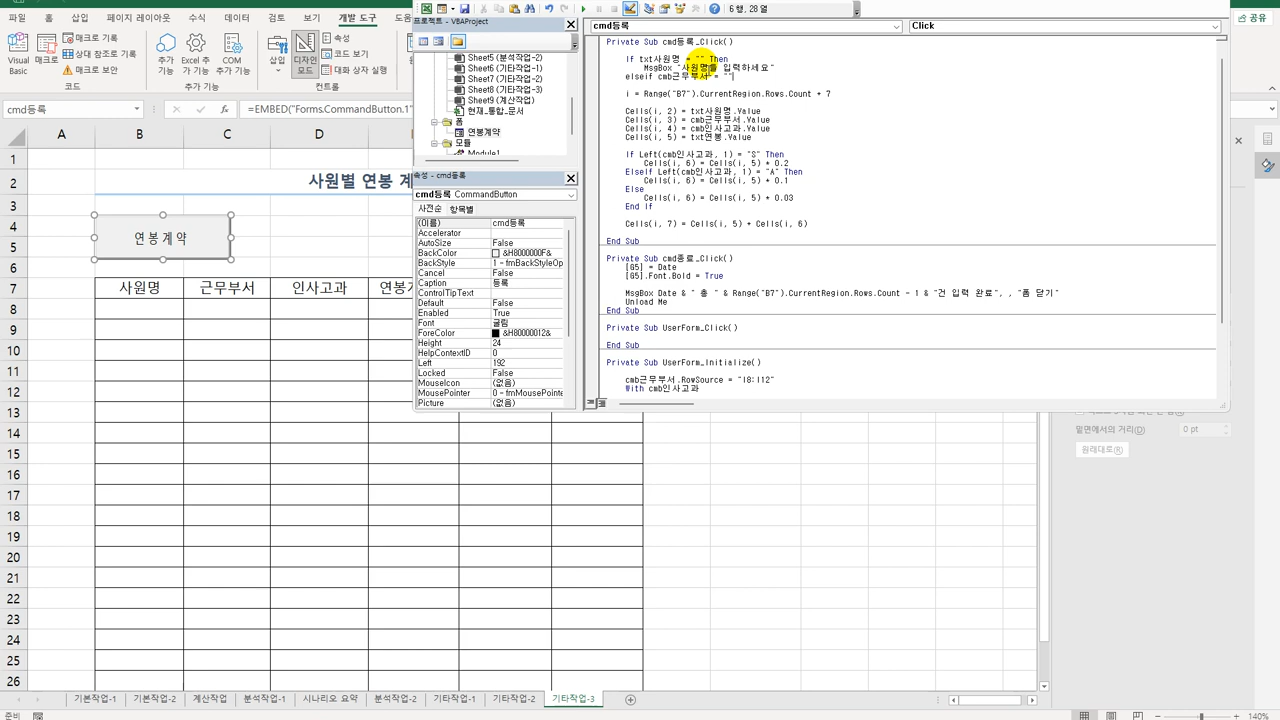 파일 홈 삽입 페이지 레이아웃 수식 데이터 개발 도구
Visual Basic
매크로
매크로 기록
상대 참조로 기록
매크로 보안
코드
추가 기능
Excel 추가 기능
COM 추가 기능
추가 기능
삽입
디자인 모드
속성
코드 보기
대화 상자 실행
컨트롤
공유
cmd등록
=EMBED("Forms.CommandButton.1"
A B C D
1 2 3 4 5 6 7 8 9 10 11 12 13 14 15 16 17 18 19 20 21 22 23 24 25 26
사원별 연봉 계
연봉계약
사원명 근무부서 인사고과
6 행, 28 열
프로젝트 - VBAProject
Sheet5 (분석작업-2)
Sheet6 (기타작업-1)
Sheet7 (기타작업-2)
Sheet8 (기타작업-3)
Sheet9 (계산작업)
현재_통합_문서
폼
연봉계약
모듈
Module1
속성 - cmd등록
cmd등록 CommandButton
사전순 항목별
(이름) cmd등록
Accelerator
AutoSize False
BackColor &H8000000F&
BackStyle 1 - fmBackStyleOp
Cancel False
Caption 등록
ControlTipText
Default False
Enabled True
Font 굴림
ForeColor &H80000012&
Height 24
HelpContextID 0
Left 192
Locked False
MouseIcon (없음)
MousePointer 0 - fmMousePointe
Picture (없음)
cmd등록 Click
Private Sub cmd등록_Click()
If txt사원명 = "" Then
MsgBox "사원명을 입력하세요"
elseif cmb근무부서 = ""
i = Range("B7").CurrentRegion.Rows.Count + 7
Cells(i, 2) = txt사원명.Value
Cells(i, 3) = cmb근무부서.Value
Cells(i, 4) = cmb인사고과.Value
Cells(i, 5) = txt연봉.Value
If Left(cmb인사고과, 1) = "S" Then
Cells(i, 6) = Cells(i, 5) * 0.2
ElseIf Left(cmb인사고과, 1) = "A" Then
Cells(i, 6) = Cells(i, 5) * 0.1
Else
Cells(i, 6) = Cells(i, 5) * 0.03
End If
Cells(i, 7) = Cells(i, 5) + Cells(i, 6)
End Sub
Private Sub cmd종료_Click()
[G5] = Date
[G5].Font.Bold = True
MsgBox Date & " 총 " & Range("B7").CurrentRegion.Rows.Count - 1 & "건 입력 완료", , "폼 닫기"
Unload Me
End Sub
Private Sub UserForm_Click()
End Sub
Private Sub UserForm_Initialize()
cmb근무부서.RowSource = "I8:I12"
With cmb인사고과
밑면에서의 거리(D) 0 pt
원래대로(R)
기본작업-1 기본작업-2 계산작업 분석작업-1 시나리오 요약 분석작업-2 기타작업-1 기타작업-2 기타작업-3
준비
140%